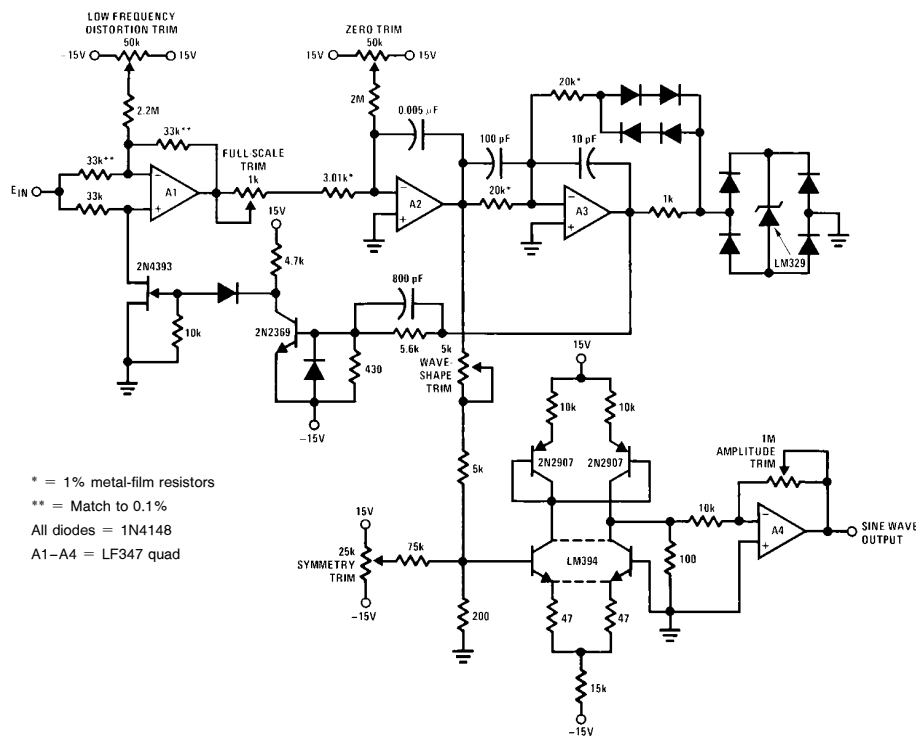 LOW FREQUENCY
DISTORTION TRIM
50k
-15V
15V
2.2M
33k**
33k**
33k
E IN
A1
FULL-SCALE
TRIM
1k
ZERO TRIM
50k
-15V
15V
2M
0.005 μF
3.01k*
A2
100 pF
20k*
20k*
10 pF
A3
1k
LM329
2N4393
10k
15V
4.7k
2N2369
-15V
800 pF
5.6k
430
5k
WAVE-
SHAPE
TRIM
5k
15V
25k
SYMMETRY
TRIM
-15V
75k
200
15V
10k
10k
2N2907
2N2907
LM394
47
47
15k
-15V
100
10k
1M
AMPLITUDE
TRIM
A4
SINE WAVE
OUTPUT
* = 1% metal-film resistors
** = Match to 0.1%
All diodes = 1N4148
A1–A4 = LF347 quad